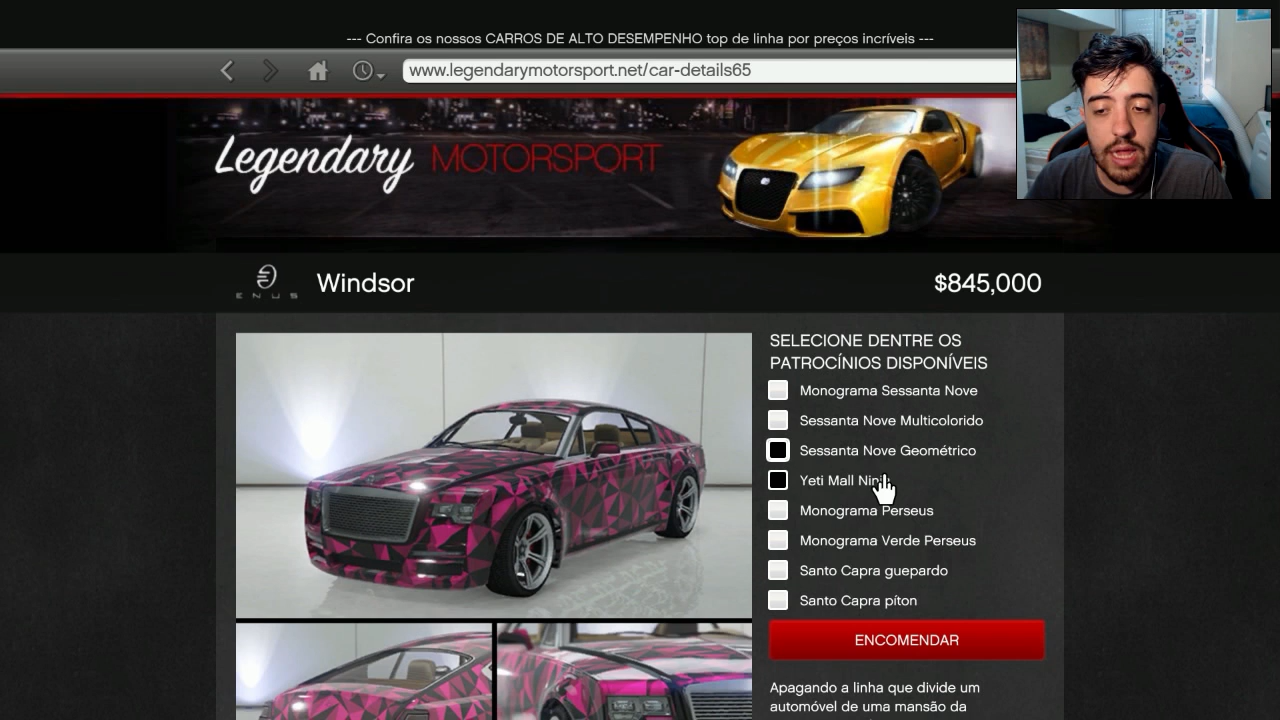 --- Confira os nossos CARROS DE ALTO DESEMPENHO top de linha por preços incríveis ---
www.legendarymotorsport.net/car-details65
Legendary MOTORSPORT
ENUS
Windsor
$845,000
SELECIONE DENTRE OS
PATROCÍNIOS DISPONÍVEIS
Monograma Sessanta Nove
Sessanta Nove Multicolorido
Sessanta Nove Geométrico
Yeti Mall
Monograma Perseus
Monograma Verde Perseus
Santo Capra guepardo
Santo Capra píton
ENCOMENDAR
Apagando a linha que divide um
automóvel de uma mansão da